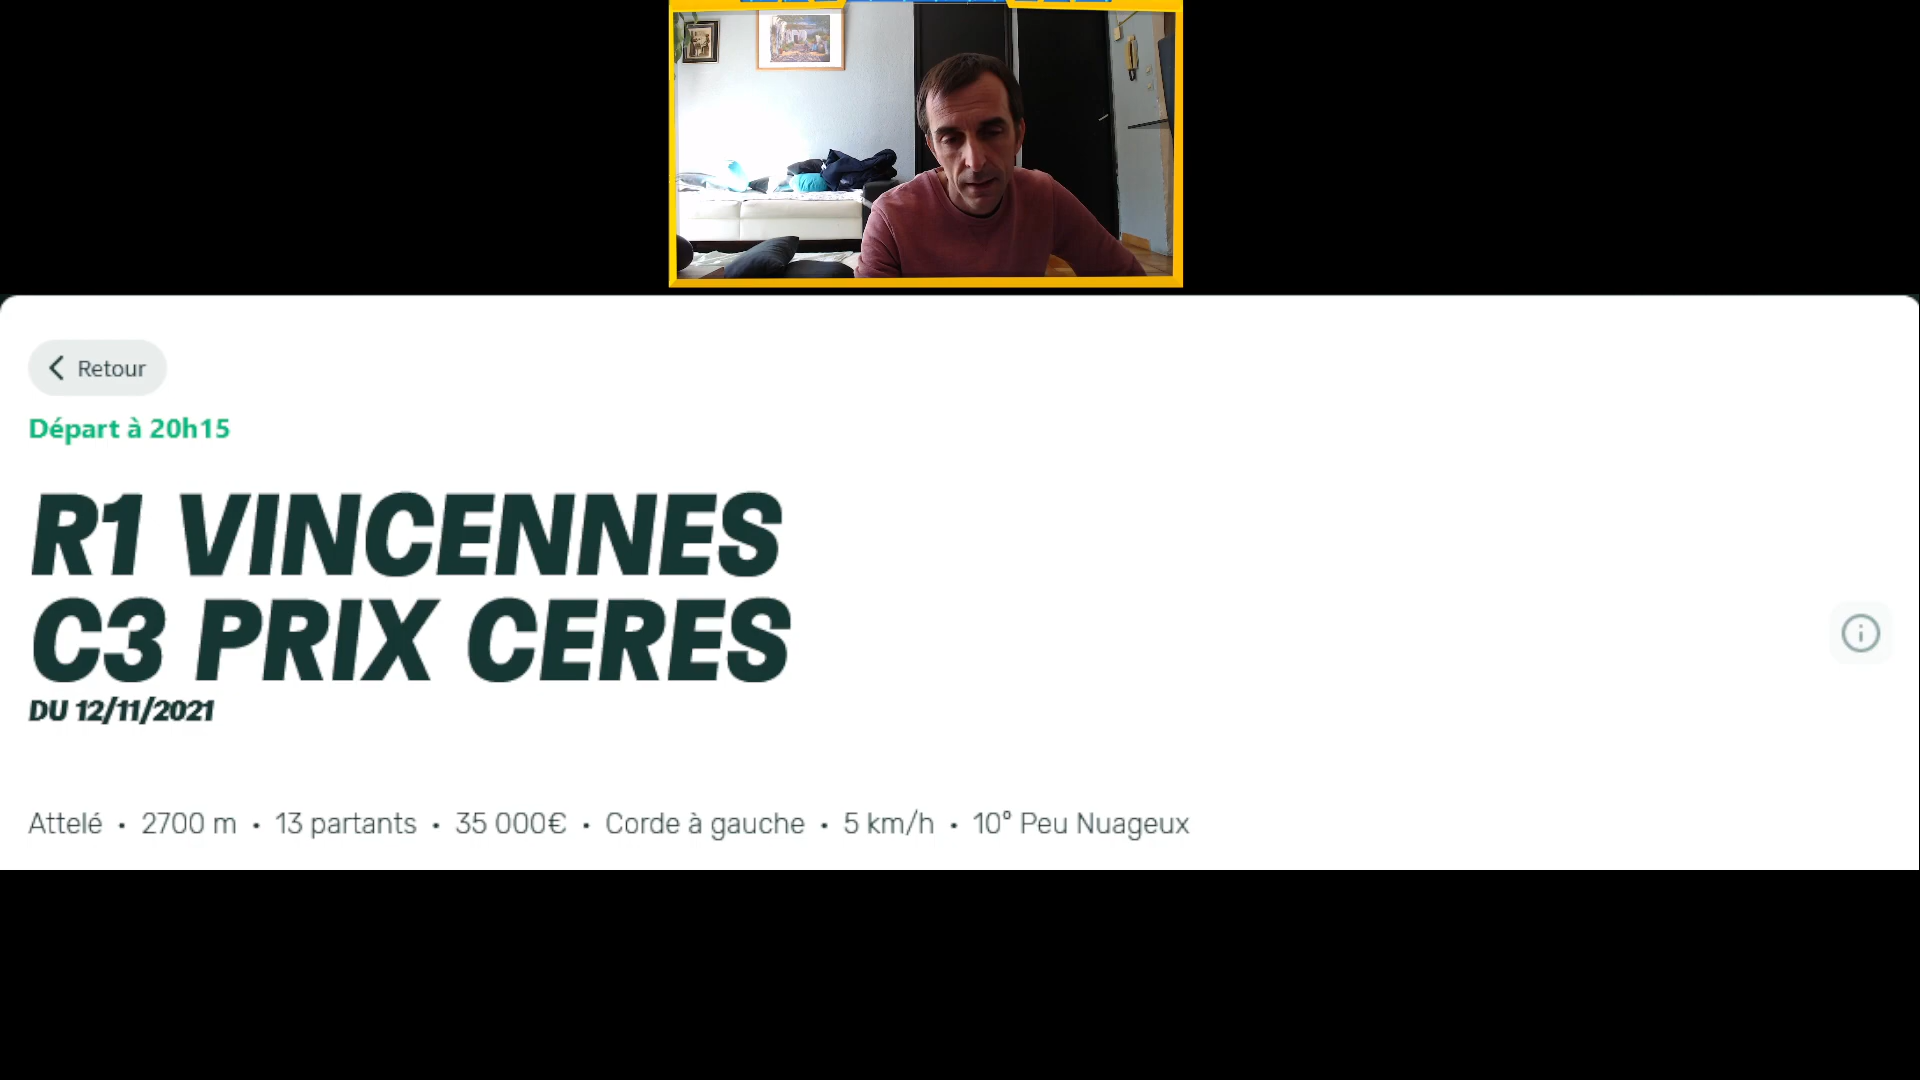 Retour
Départ à 20h15
R1 VINCENNES
C3 PRIX CERES
DU 12/11/2021
Attelé • 2700 m • 13 partants • 35 000€ • Corde à gauche • 5 km/h • 10° Peu Nuageux